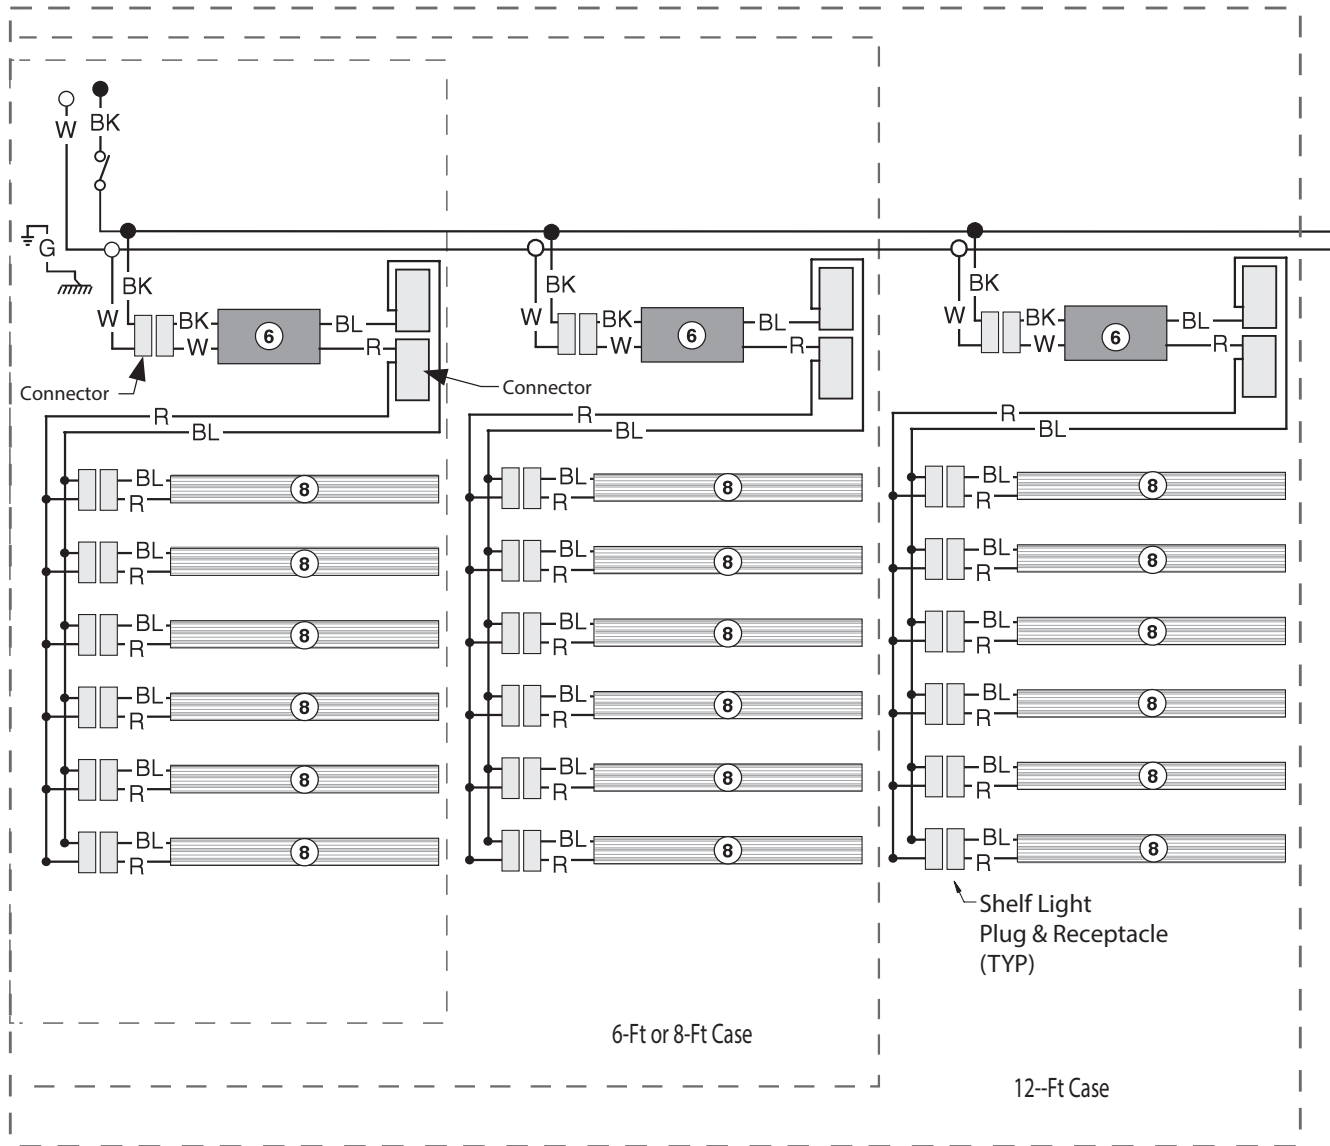 W BK
G
BK BK BK
W BK 6 BL W BK 6 BL W BK 6 BL
W R W R W R
Connector Connector
R R R
BL BL BL
BL 8 BL 8 BL 8
R R R
BL 8 BL 8 BL 8
R R R
BL 8 BL 8 BL 8
R R R
BL 8 BL 8 BL 8
R R R
BL 8 BL 8 BL 8
R R R
BL 8 BL 8 BL 8
R R R
Shelf Light
Plug & Receptacle
(TYP)
6-Ft or 8-Ft Case
12--Ft Case